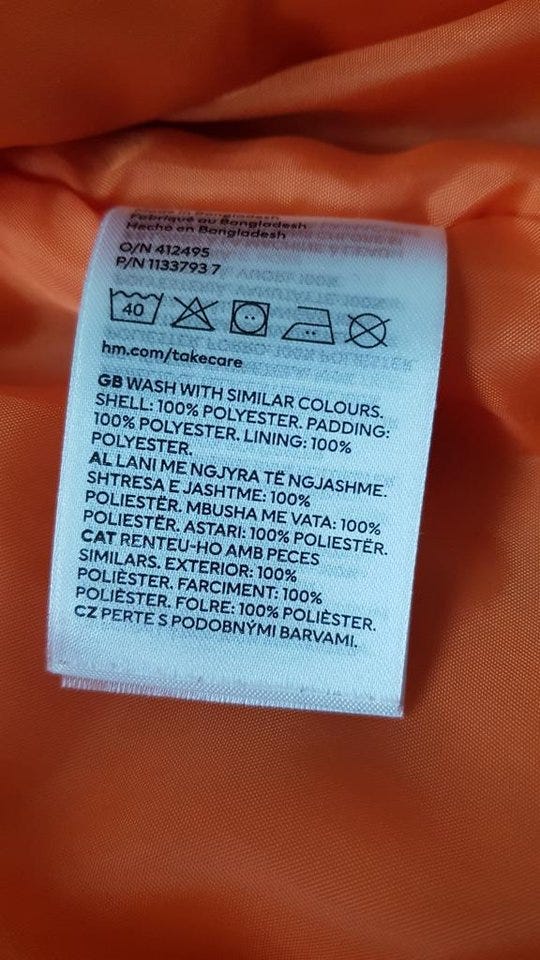 Fabriqué au Bangladesh
Hecho en Bangladesh
O/N 412495
P/N 1133793 7
40
hm.com/takecare
GB WASH WITH SIMILAR COLOURS.
SHELL: 100% POLYESTER. PADDING:
100% POLYESTER. LINING: 100%
POLYESTER.
AL LANI ME NGJYRA TË NGJASHME.
SHTRESA E JASHTME: 100%
POLIESTËR. MBUSHA ME VATA: 100%
POLIESTËR. ASTARI: 100% POLIESTËR.
CAT RENTEU-HO AMB PECES
SIMILARS. EXTERIOR: 100%
POLIÈSTER. FARCIMENT: 100%
POLIÈSTER. FOLRE: 100% POLIÈSTER.
CZ PERTE S PODOBNÝMI BARVAMI.